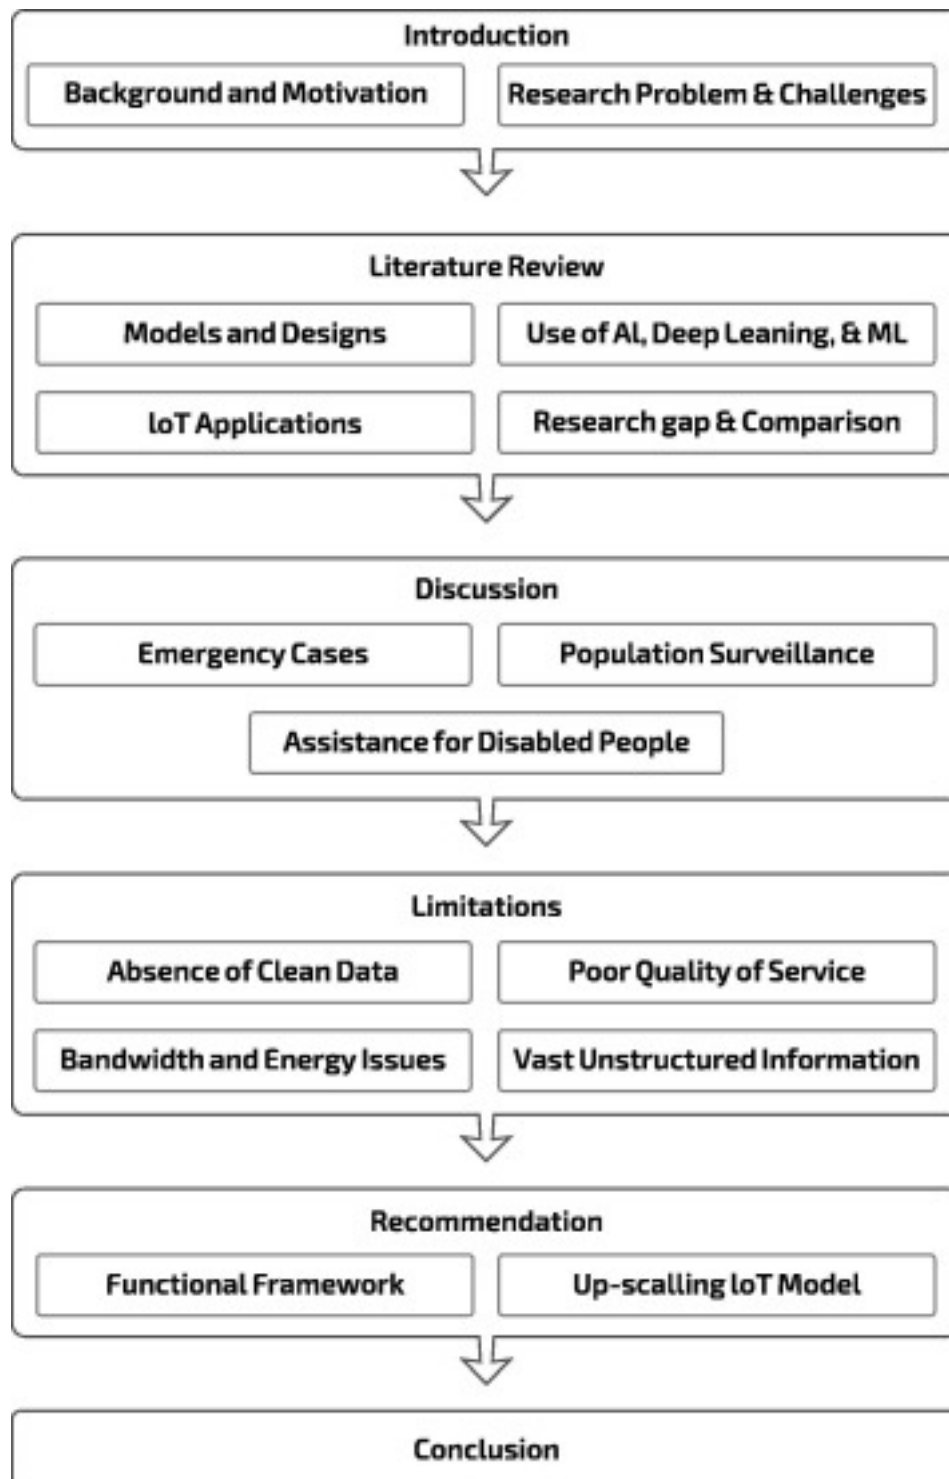 Introduction
Background and Motivation
Research Problem & Challenges
Literature Review
Models and Designs
Use of AI, Deep Leaning, & ML
IoT Applications
Research gap & Comparison
Discussion
Emergency Cases
Population Surveillance
Assistance for Disabled People
Limitations
Absence of Clean Data
Poor Quality of Service
Bandwidth and Energy Issues
Vast Unstructured Information
Recommendation
Functional Framework
Up-scalling IoT Model
Conclusion